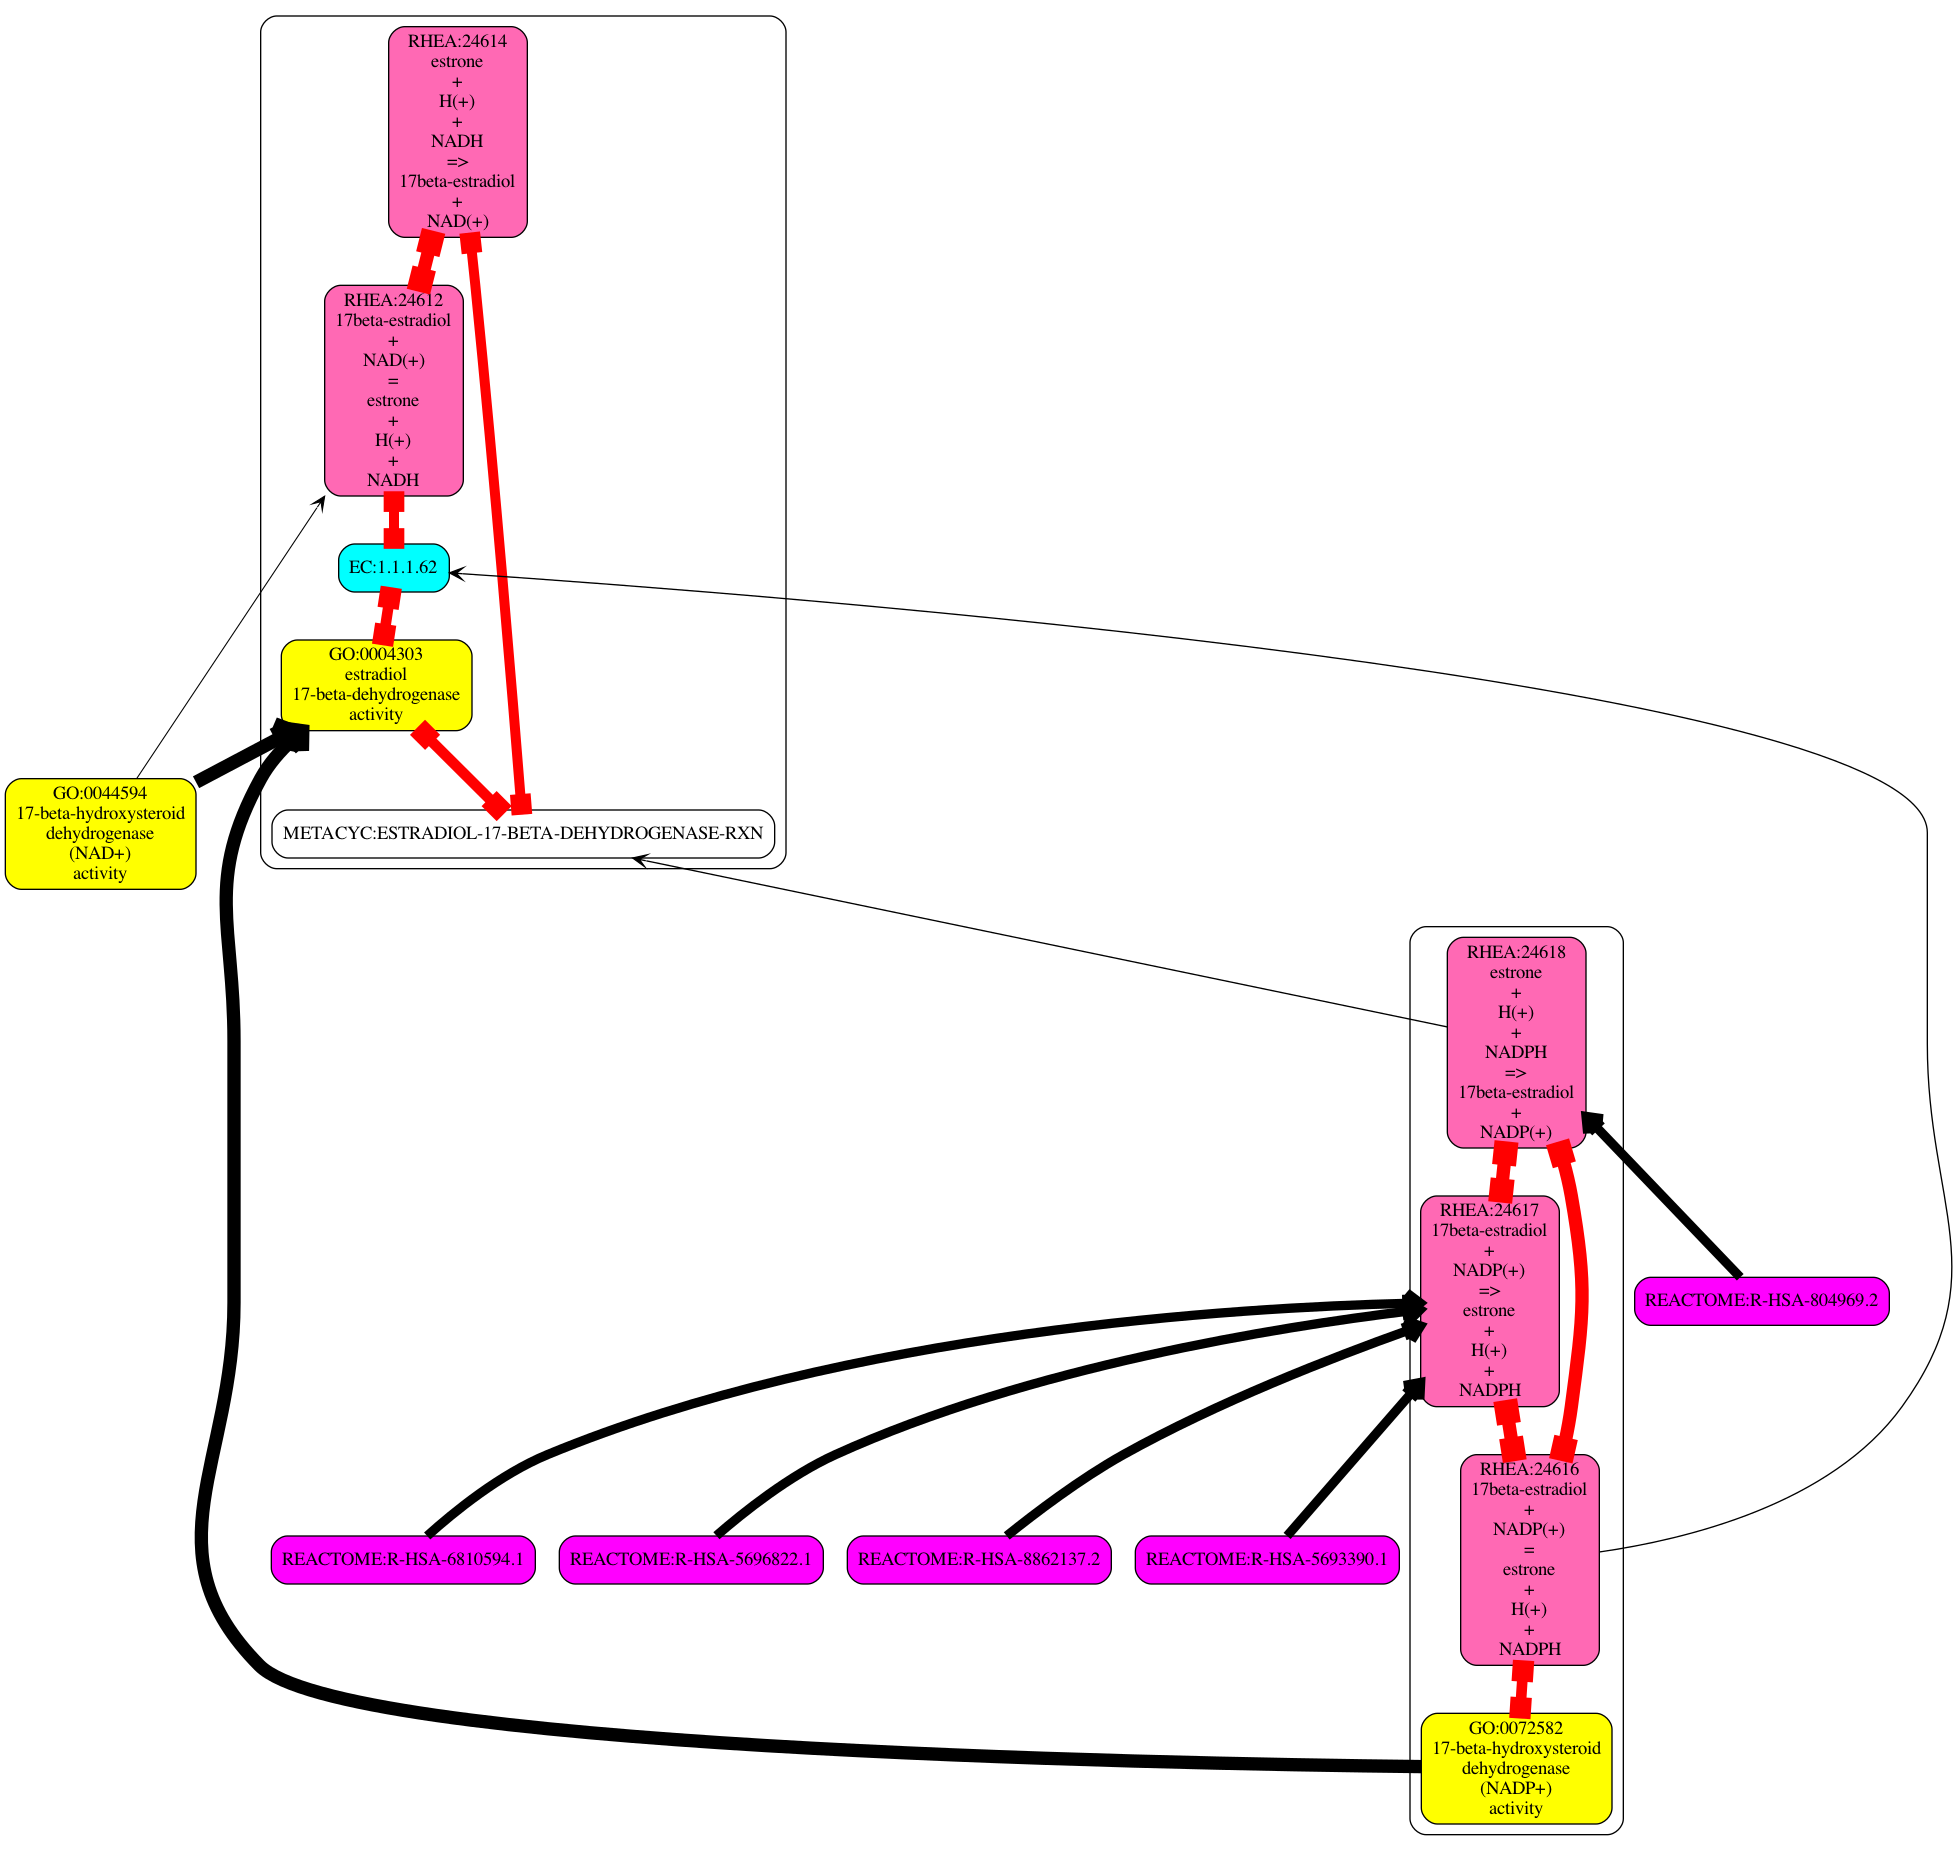 RHEA:24614
estrone
+
H(+)
+
NADH
=>
17beta-estradiol
+
NAD(+)
RHEA:24612
17beta-estradiol
+
NAD(+)
=
estrone
+
H(+)
+
NADH
EC:1.1.1.62
GO:0004303
estradiol
17-beta-dehydrogenase
activity
GO:0044594
17-beta-hydroxysteroid
dehydrogenase
(NAD+)
activity
METACYC:ESTRADIOL-17-BETA-DEHYDROGENASE-RXN
RHEA:24618
estrone
+
H(+)
+
NADPH
=>
17beta-estradiol
+
NADP(+)
RHEA:24617
17beta-estradiol
+
NADP(+)
=>
estrone
+
H(+)
+
NADPH
REACTOME:R-HSA-804969.2
REACTOME:R-HSA-6810594.1
REACTOME:R-HSA-5696822.1
REACTOME:R-HSA-8862137.2
REACTOME:R-HSA-5693390.1
RHEA:24616
17beta-estradiol
+
NADP(+)
=
estrone
+
H(+)
+
NADPH
GO:0072582
17-beta-hydroxysteroid
dehydrogenase
(NADP+)
activity